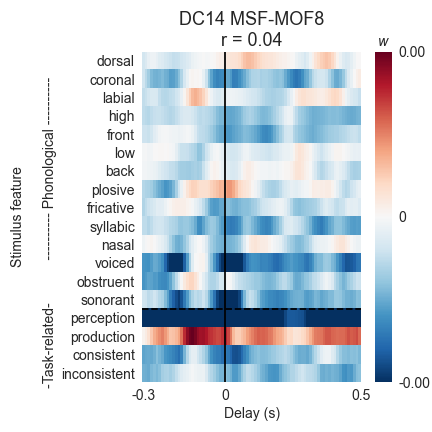 DC14 MSF-MOF8
r = 0.04
w
dorsal
coronal
labial
high
front
low
back
plosive
fricative
syllabic
nasal
voiced
obstruent
sonorant
perception
production
consistent
inconsistent
Stimulus feature
-Task-related-
---------- Phonological ----------
-0.3
0
0.5
Delay (s)
0.00
0
-0.00